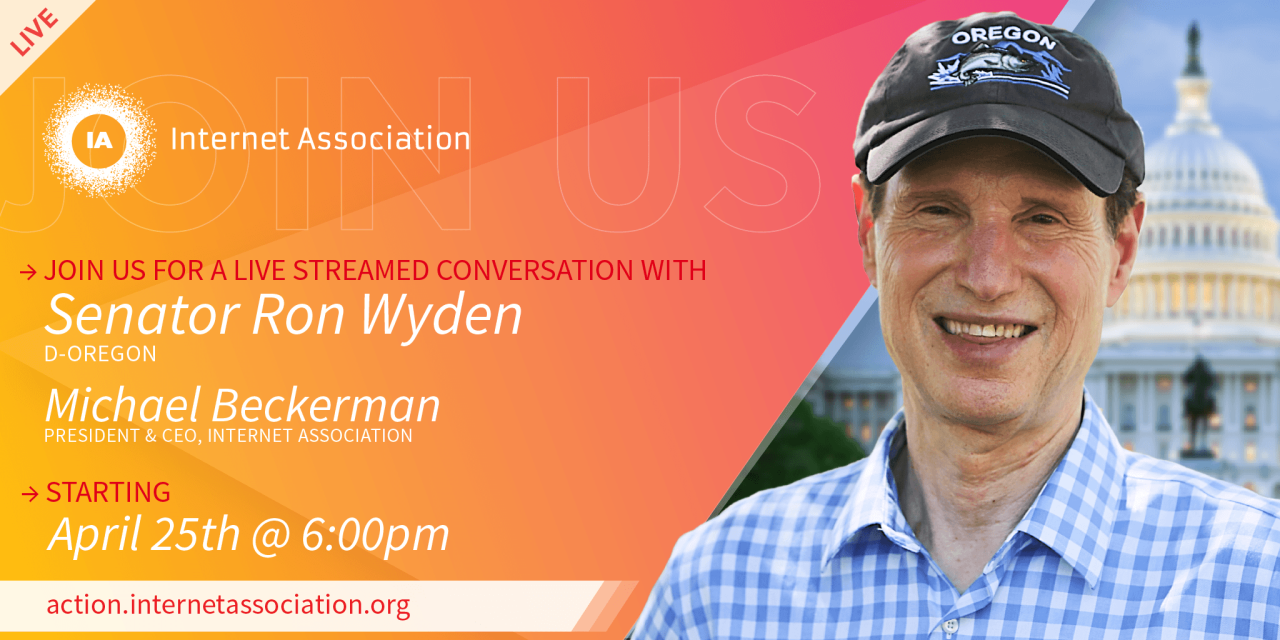 LIVE
JOIN US
IA
Internet Association
OREGON
→ JOIN US FOR A LIVE STREAMED CONVERSATION WITH
Senator Ron Wyden
D-OREGON
Michael Beckerman
PRESIDENT & CEO, INTERNET ASSOCIATION
→ STARTING
April 25th @ 6:00pm
action.internetassociation.org